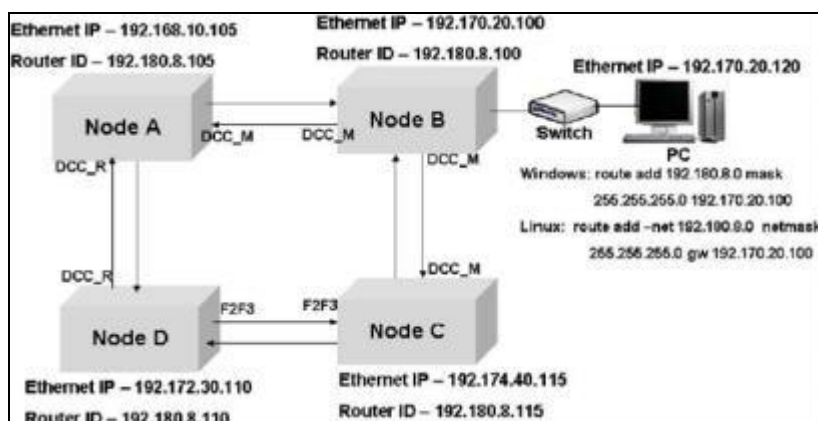 Ethernet IP – 192.168.10.105
Router ID – 192.180.8.105
Ethernet IP – 192.170.20.100
Router ID – 192.180.8.100
Ethernet IP – 192.170.20.120
Node A
Node B
Switch
PC
DCC_M
DCC_M
DCC_R
DCC_M
Windows: route add 192.180.8.0 mask
255.255.255.0 192.170.20.100
Linux: route add –net 192.180.8.0 netmask
255.255.255.0 gw 192.170.20.100
DCC_R
DCC_M
F2F3
F2F3
Node D
Node C
Ethernet IP – 192.172.30.110
Router ID – 192.180.8.110
Ethernet IP – 192.174.40.115
Router ID – 192.180.8.115